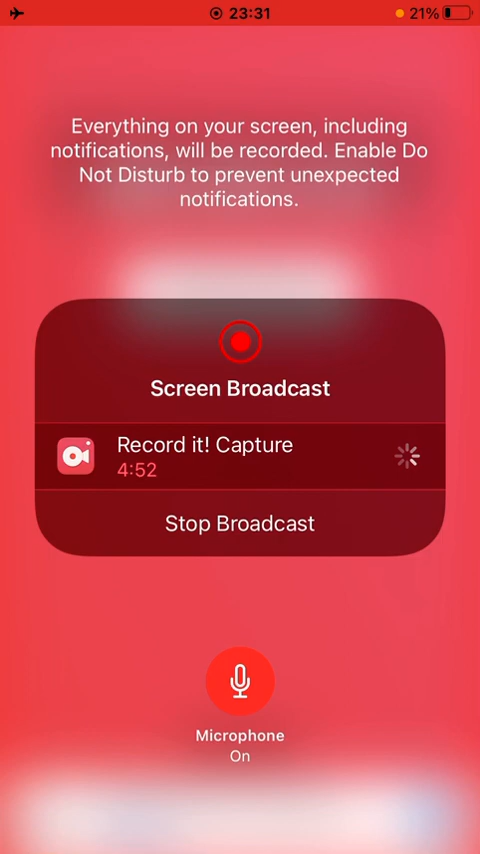 23:31
21%
Everything on your screen, including
notifications, will be recorded. Enable Do
Not Disturb to prevent unexpected
notifications.
Screen Broadcast
Record it! Capture
4:52
Stop Broadcast
Microphone
On